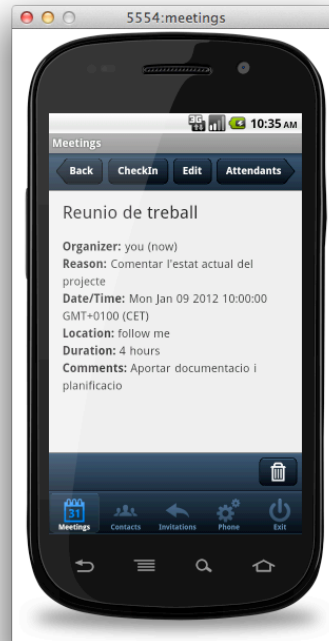 5554:meetings
3G
10:35 AM
Meetings
Back CheckIn Edit Attendants
Reunio de treball
Organizer: you (now)
Reason: Comentar l'estat actual del
projecte
Date/Time: Mon Jan 09 2012 10:00:00
GMT+0100 (CET)
Location: follow me
Duration: 4 hours
Comments: Aportar documentacio i
planificacio
31
Meetings Contacts Invitations Phone Exit